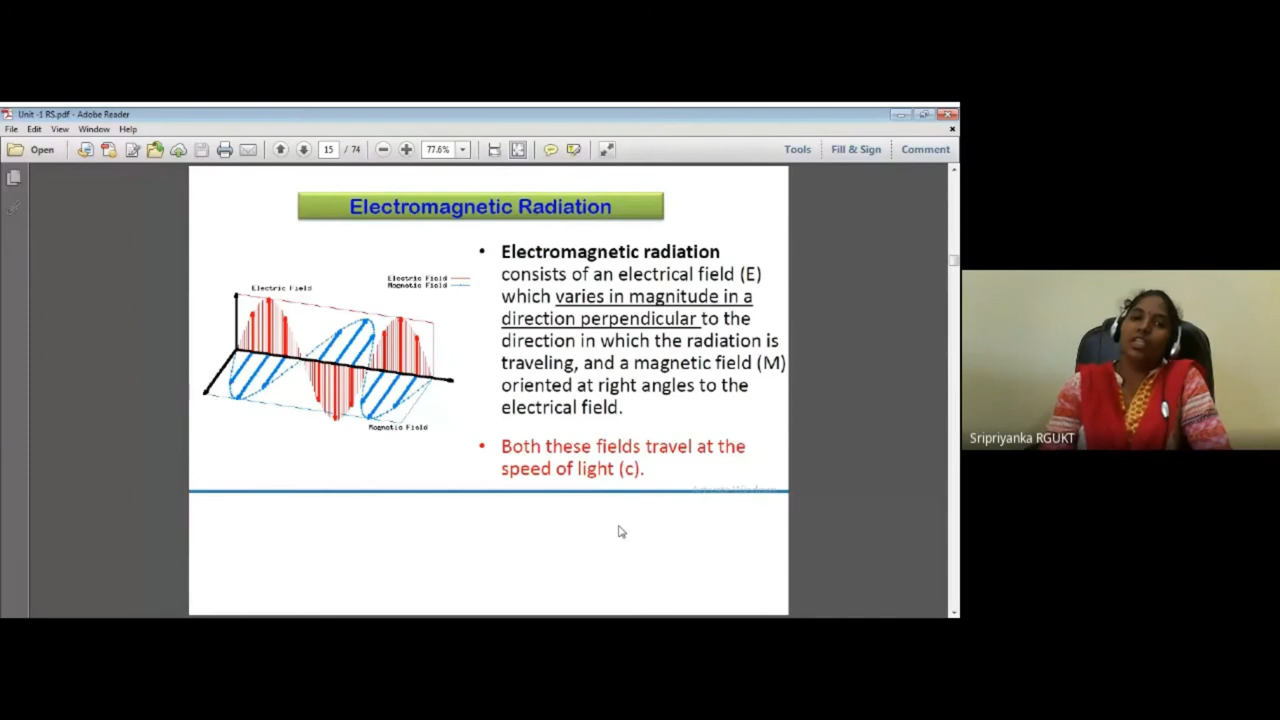 Unit -1 RS.pdf - Adobe Reader
File Edit View Window Help
Open 15 / 74 77.6% Tools Fill & Sign Comment
Electromagnetic Radiation
• Electromagnetic radiation
consists of an electrical field (E)
which varies in magnitude in a
direction perpendicular to the
direction in which the radiation is
traveling, and a magnetic field (M)
oriented at right angles to the
electrical field.
• Both these fields travel at the
speed of light (c).
Electric Field
Magnetic Field
Electric Field
Magnetic Field
Sripriyanka RGUKT